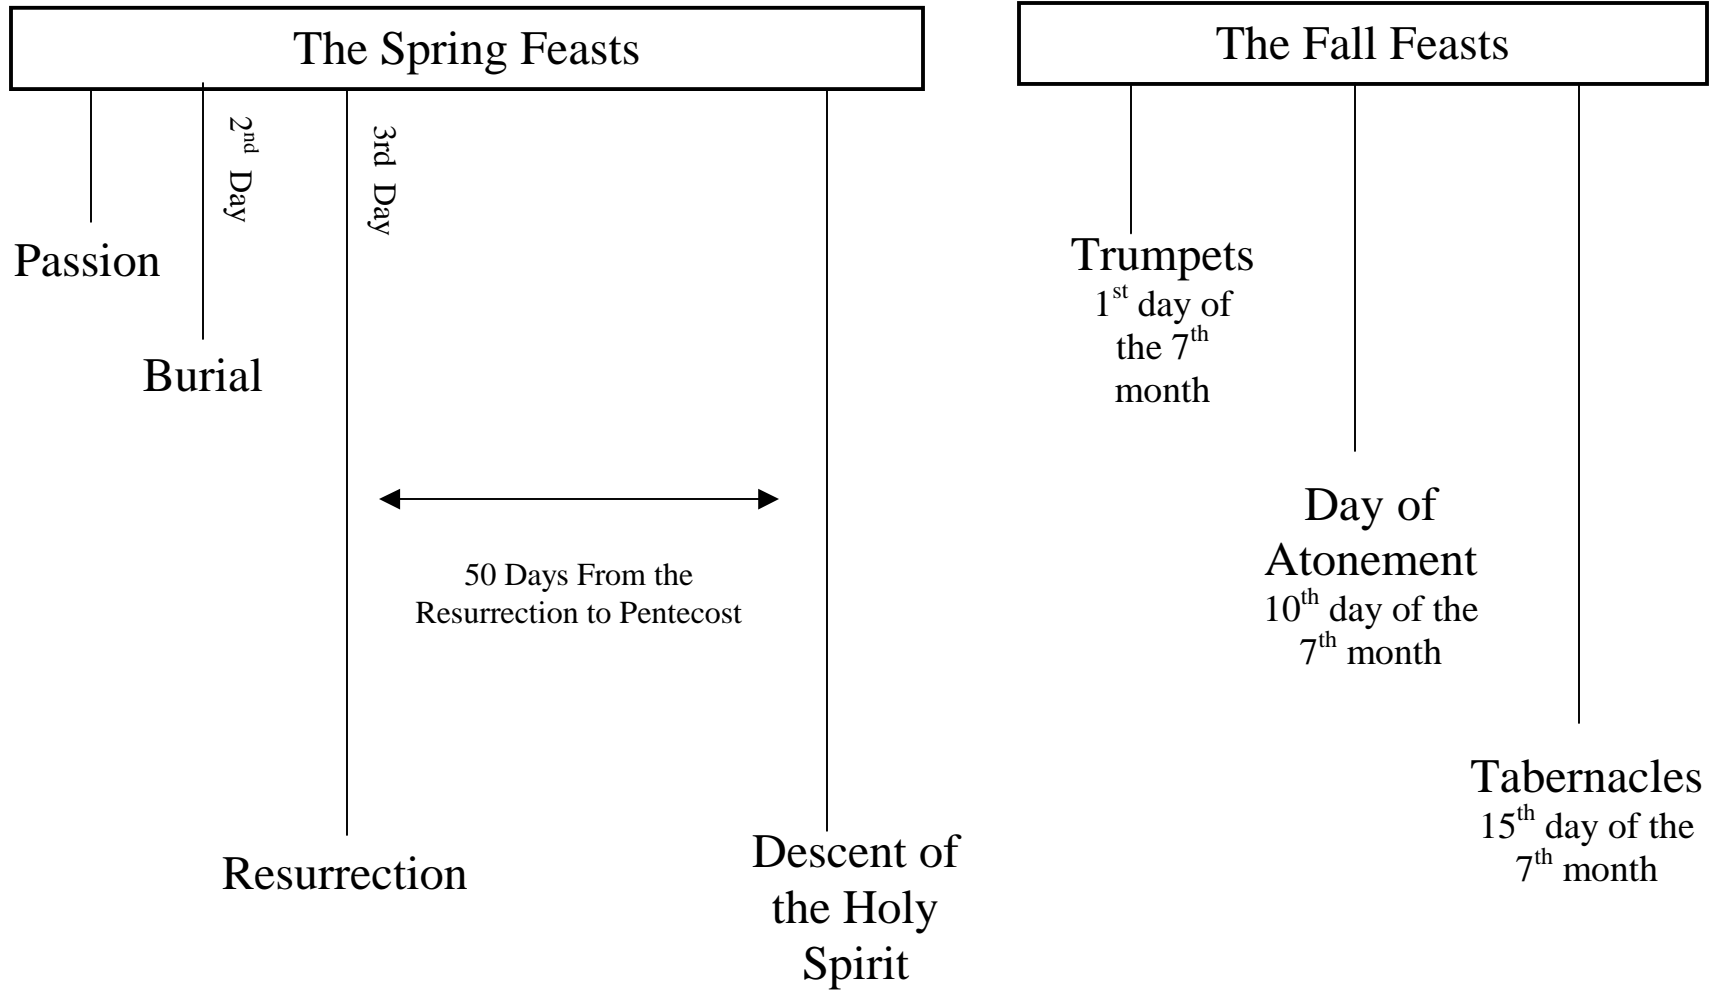 The Spring Feasts
2nd Day
3rd Day
Passion
Burial
50 Days From the
Resurrection to Pentecost
Resurrection
Descent of
the Holy
Spirit
The Fall Feasts
Trumpets
1st day of
the 7th
month
Day of
Atonement
10th day of the
7th month
Tabernacles
15th day of the
7th month